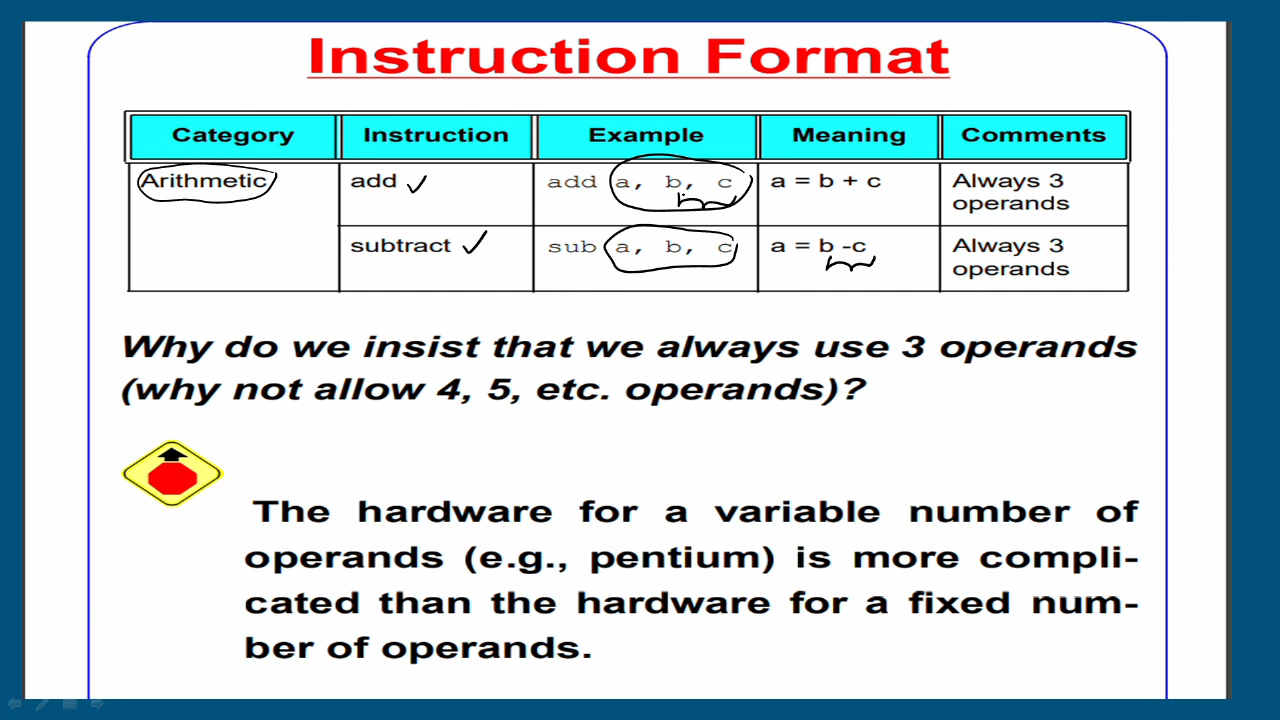 Instruction Format
Category Instruction Example Meaning Comments
Arithmetic add add a, b, c a = b + c Always 3
operands
subtract sub a, b, c a = b -c Always 3
operands
Why do we insist that we always use 3 operands
(why not allow 4, 5, etc. operands)?
The hardware for a variable number of
operands (e.g., pentium) is more compli-
cated than the hardware for a fixed num-
ber of operands.